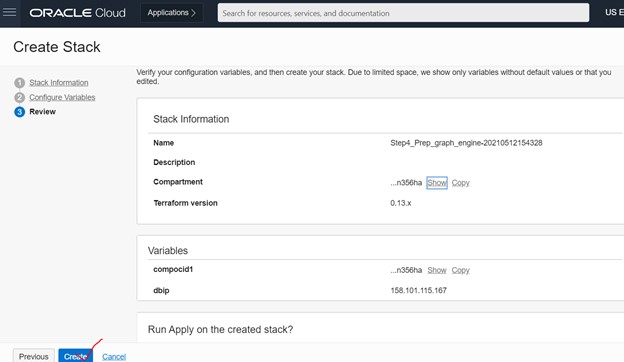 ORACLE Cloud
Applications >
Search for resources, services, and documentation
US E
Create Stack
1 Stack Information
2 Configure Variables
3 Review
Verify your configuration variables, and then create your stack. Due to limited space, we show only variables without default values or that you
edited.
Stack Information
Name Step4_Prep_graph_engine-20210512154328
Description
Compartment ...n356ha Show Copy
Terraform version 0.13.x
Variables
compocid1 ...n356ha Show Copy
dbip 158.101.115.167
Run Apply on the created stack?
Previous Create Cancel